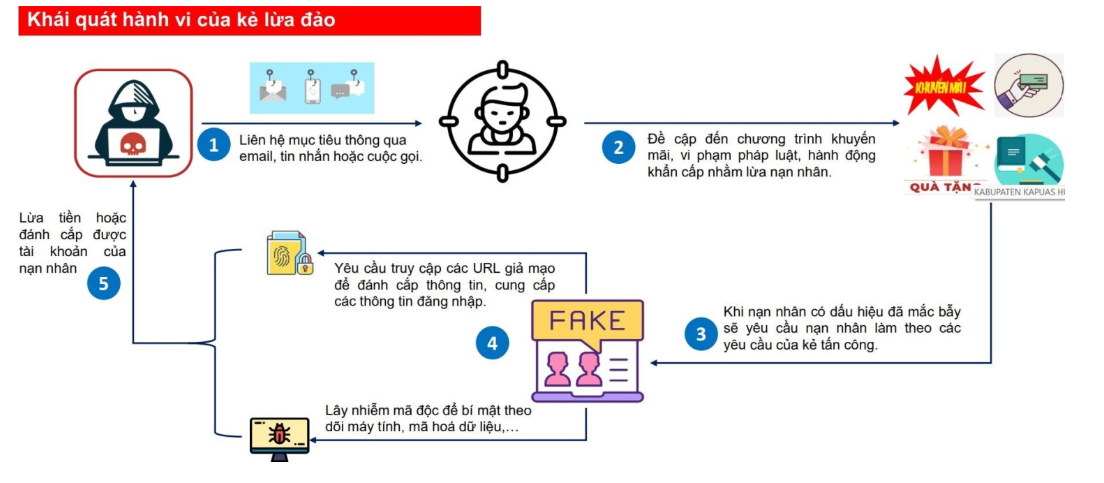 Khái quát hành vi của kẻ lừa đảo
1
Liên hệ mục tiêu thông qua
email, tin nhắn hoặc cuộc gọi.
2
Đề cập đến chương trình khuyến
mãi, vi phạm pháp luật, hành động
khẩn cấp nhằm lừa nạn nhân.
KHUYẾN MÃI
QUÀ TẶNG
KABUPATEN KAPUAS HU
3
Khi nạn nhân có dấu hiệu đã mắc bẫy
sẽ yêu cầu nạn nhân làm theo các
yêu cầu của kẻ tấn công.
FAKE
4
Yêu cầu truy cập các URL giả mạo
để đánh cắp thông tin, cung cấp
các thông tin đăng nhập.
Lây nhiễm mã độc để bí mật theo
dõi máy tính, mã hoá dữ liệu,...
Lừa tiền hoặc
đánh cắp được
tài khoản của
nạn nhân
5